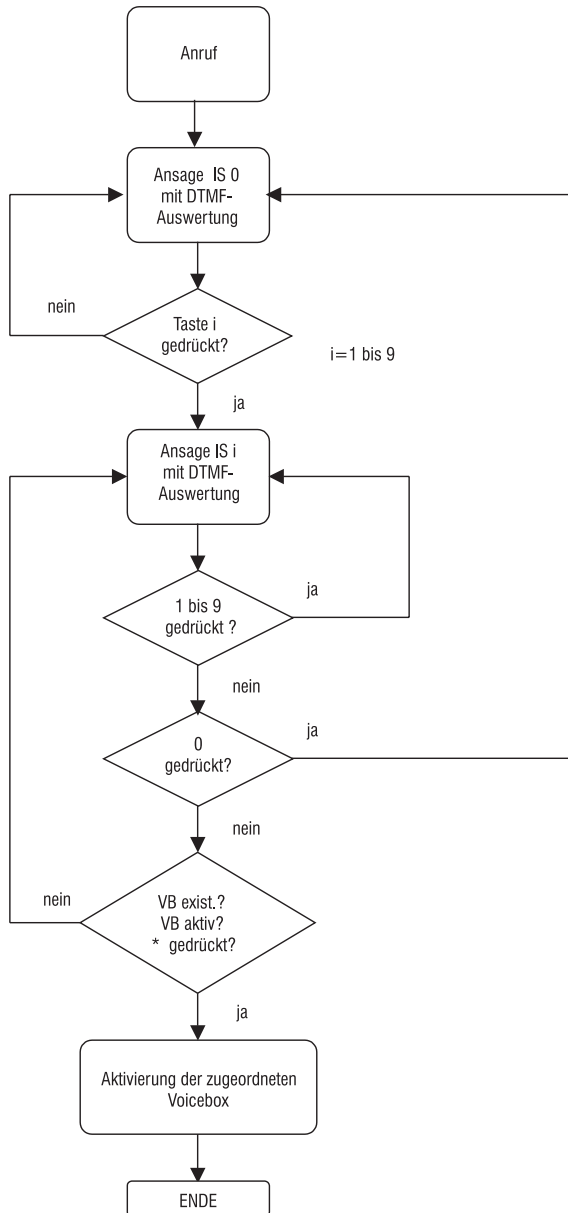 Anruf
Ansage IS 0
mit DTMF-
Auswertung
nein
Taste i
gedrückt?
i=1 bis 9
ja
Ansage IS i
mit DTMF-
Auswertung
1 bis 9
gedrückt ?
ja
nein
0
gedrückt?
ja
nein
nein
VB exist.?
VB aktiv?
* gedrückt?
ja
Aktivierung der zugeordneten
Voicebox
ENDE